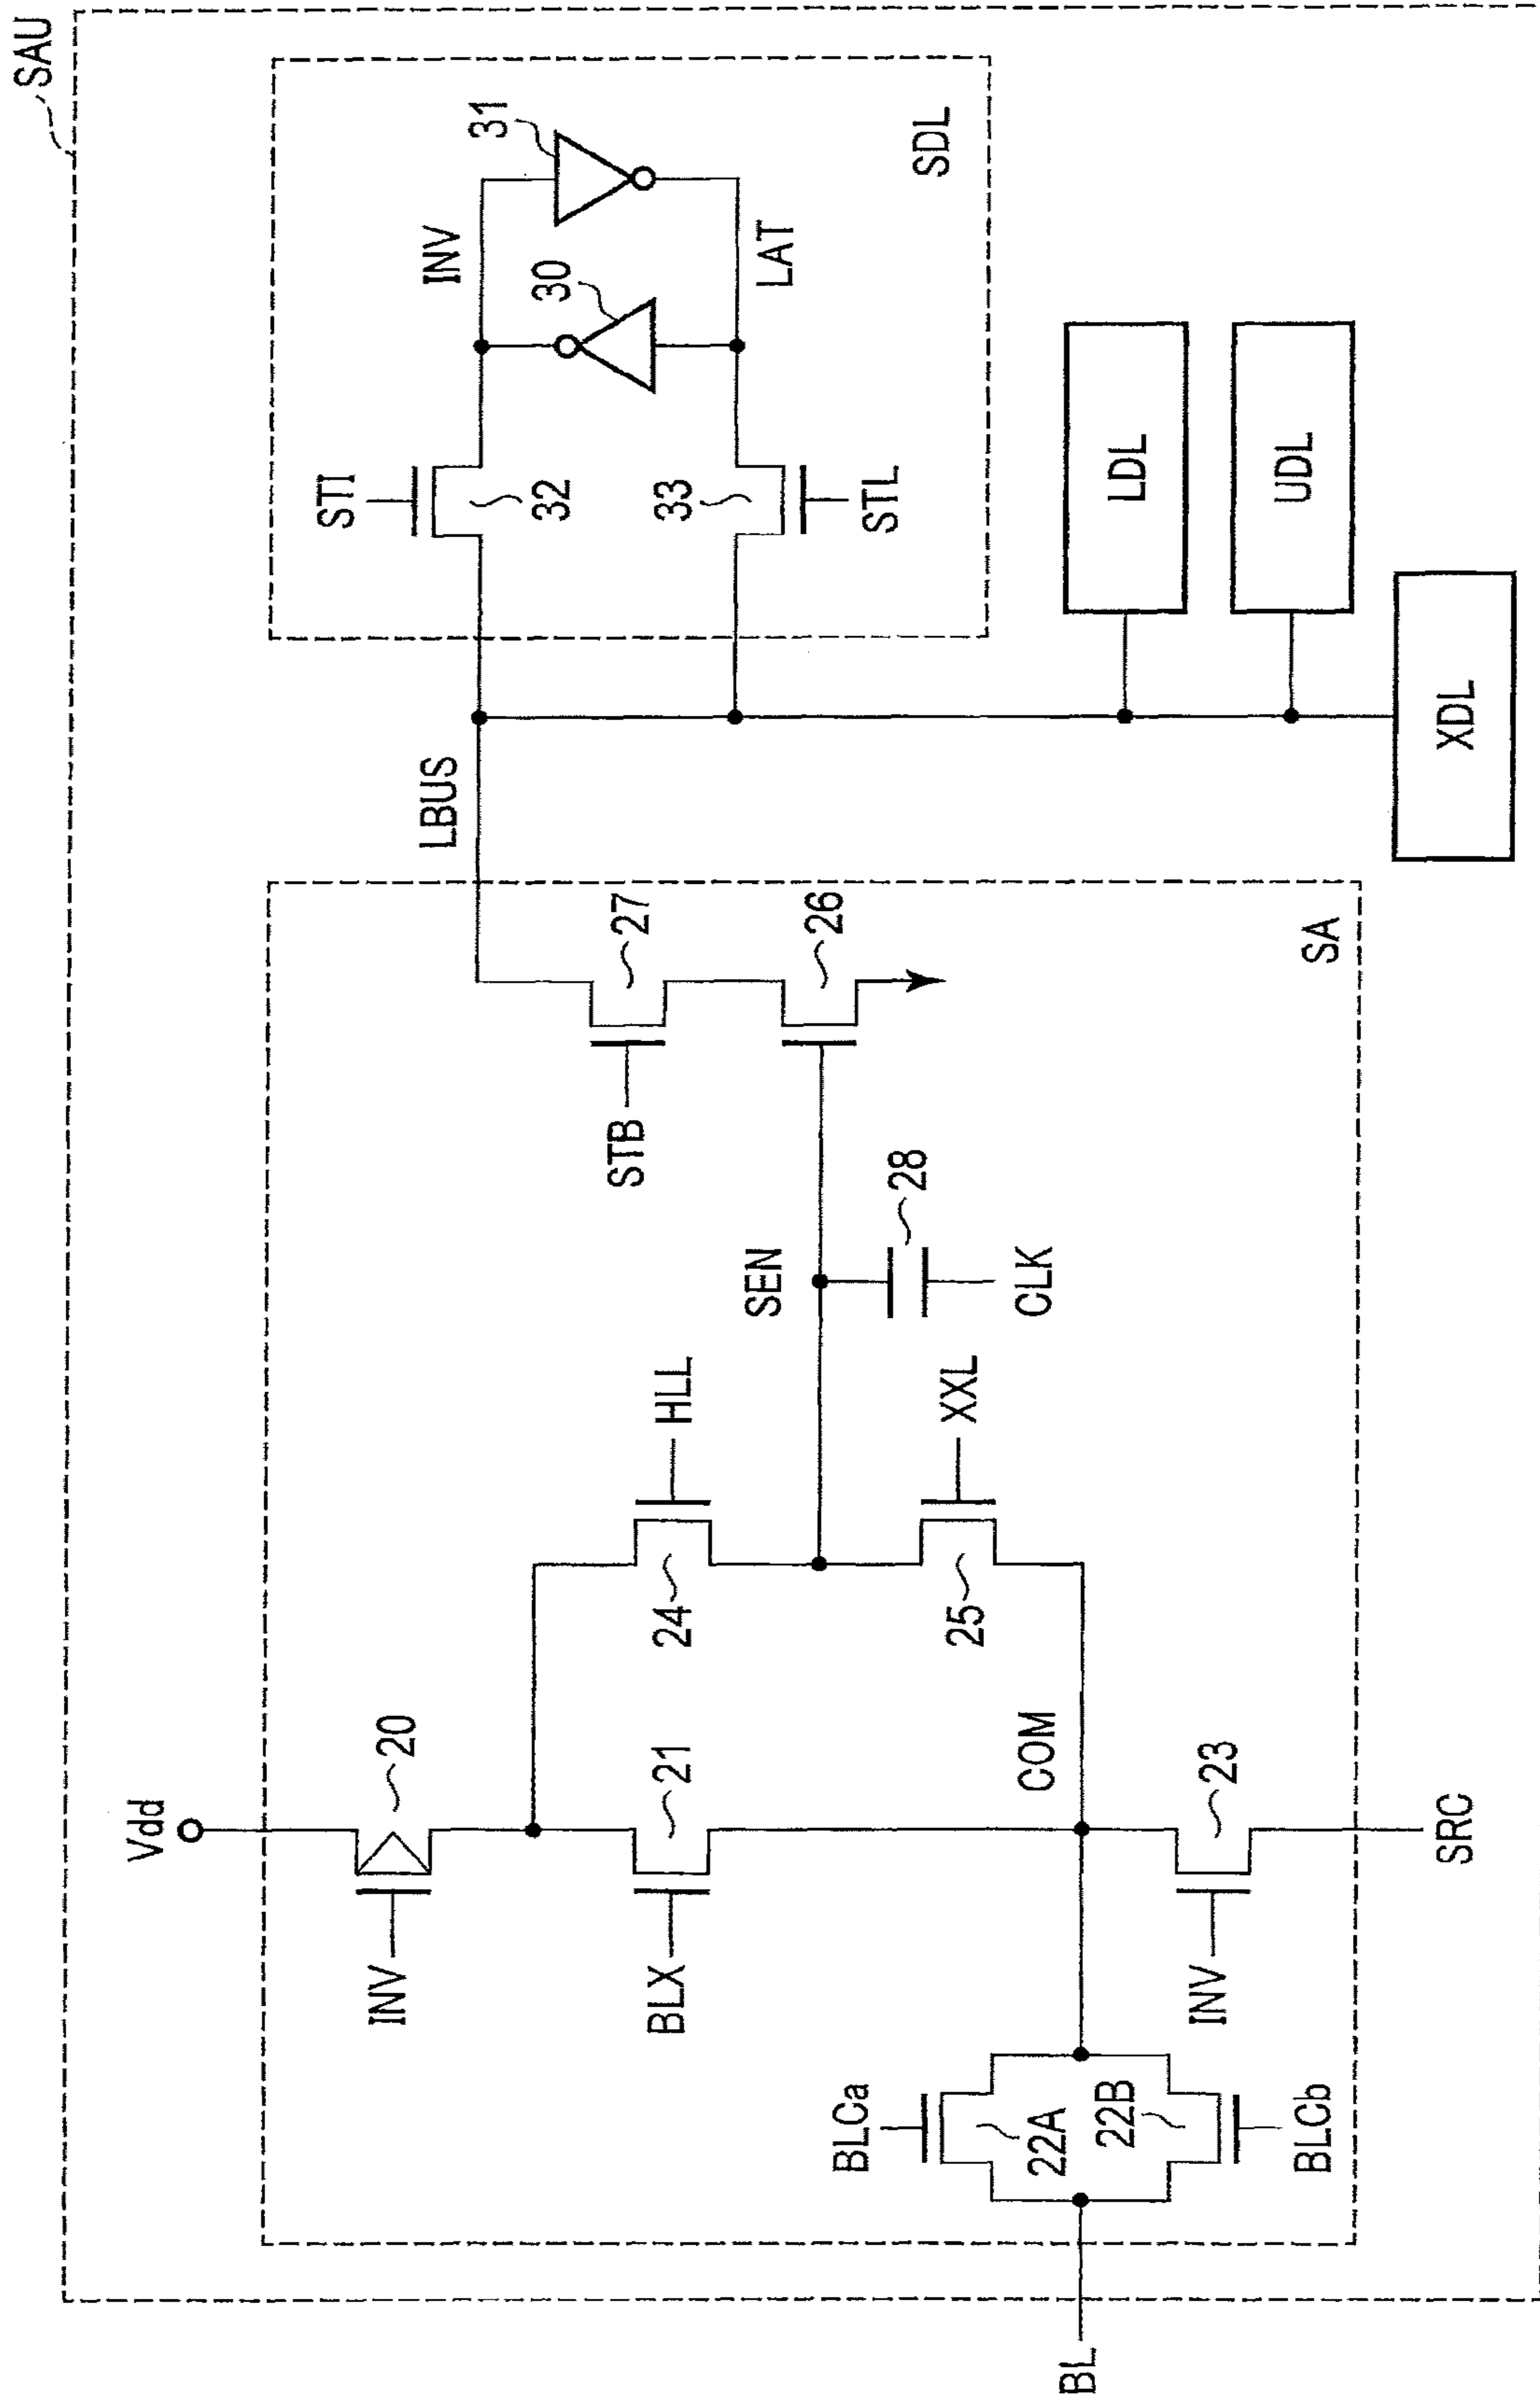 SAU
Vdd
INV
20
BLX
21
HLL
24
SEN
STB
27
LBUS
STI
32
INV
30
31
26
28
CLK
XXL
25
COM
BLCa
22A
22B
BLCb
BL
INV
23
SRC
SA
33
STL
LAT
SDL
LDL
UDL
XDL